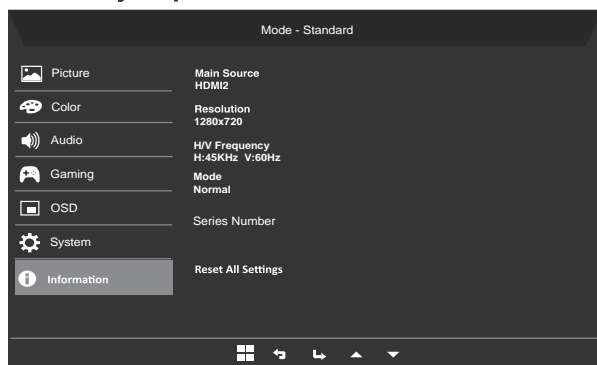 Mode - Standard
Picture
Color
Audio
Gaming
OSD
System
Information
Main Source
HDMI2
Resolution
1280x720
H/V Frequency
H:45KHz V:60Hz
Mode
Normal
Series Number
Reset All Settings